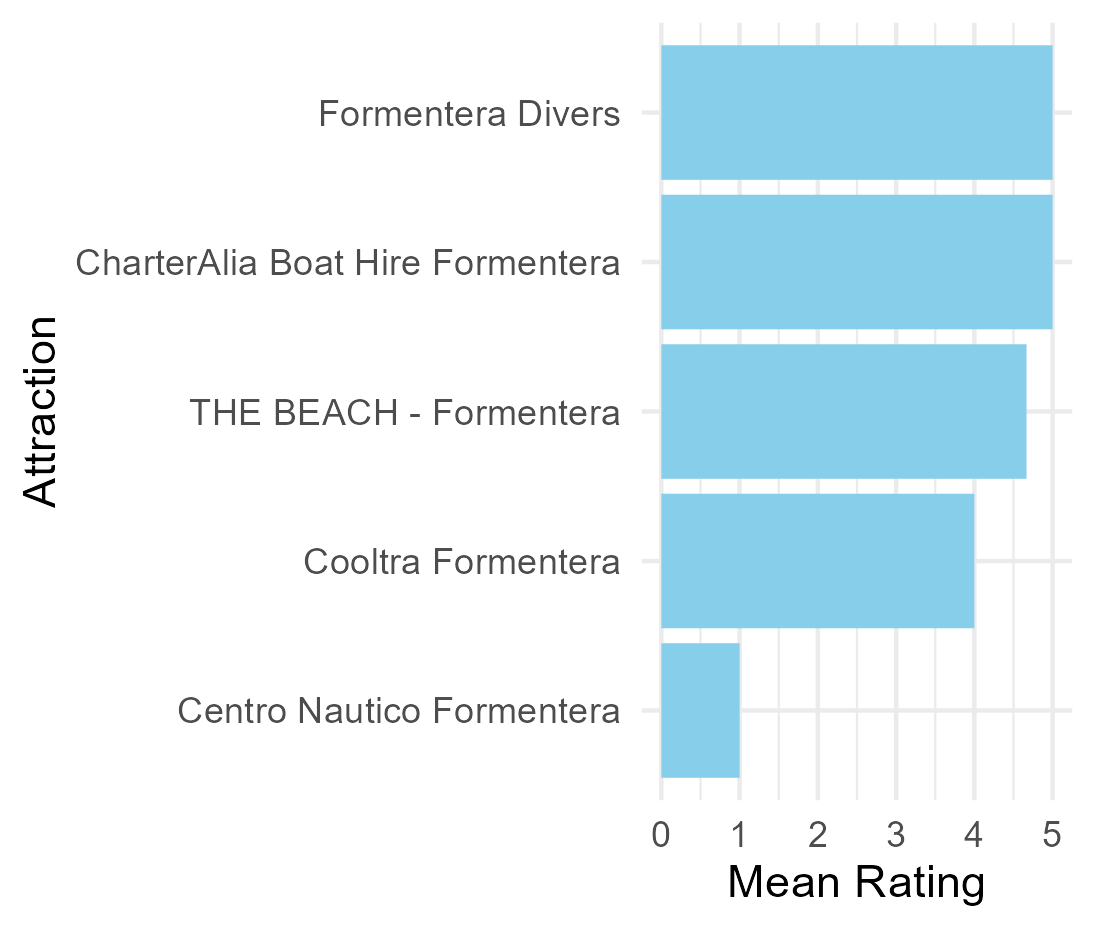 Formentera Divers
CharterAlia Boat Hire Formentera
THE BEACH - Formentera
Cooltra Formentera
Centro Nautico Formentera
Attraction
0 1 2 3 4 5
Mean Rating